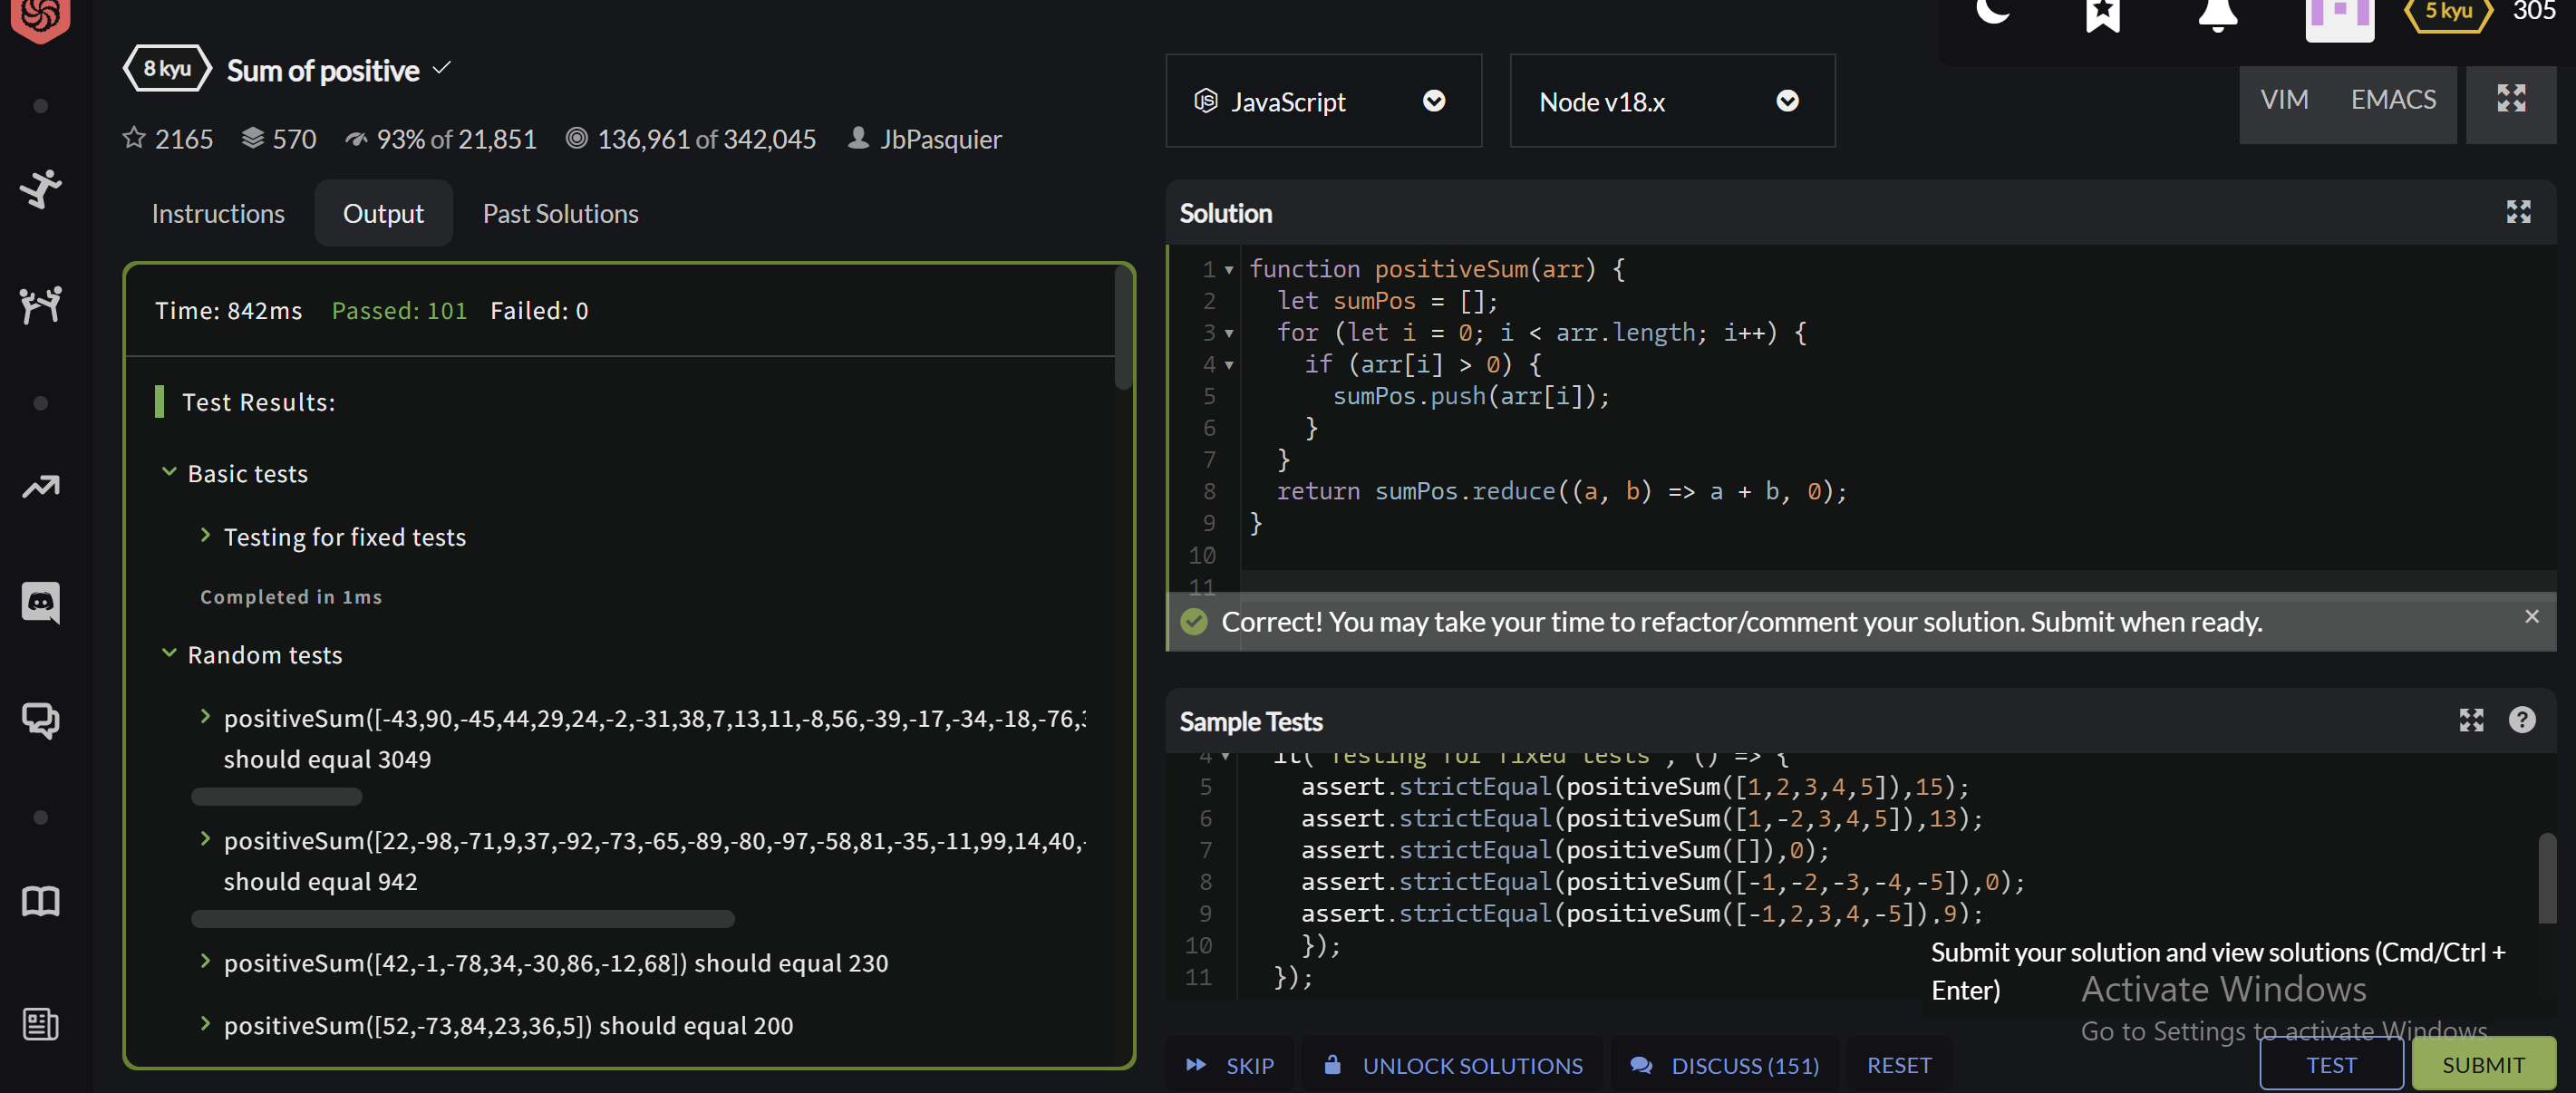 5 kyu 305
8 kyu Sum of positive
2165 570 93% of 21,851 136,961 of 342,045 JbPasquier
JavaScript Node v18.x VIM EMACS
Instructions Output Past Solutions
Time: 842ms Passed: 101 Failed: 0
Test Results:
Basic tests
Testing for fixed tests
Completed in 1ms
Random tests
positiveSum([-43,90,-45,44,29,24,-2,-31,38,7,13,11,-8,56,-39,-17,-34,-18,-76,
should equal 3049
positiveSum([22,-98,-71,9,37,-92,-73,-65,-89,-80,-97,-58,81,-35,-11,99,14,40,-
should equal 942
positiveSum([42,-1,-78,34,-30,86,-12,68]) should equal 230
positiveSum([52,-73,84,23,36,5]) should equal 200
Solution
1 function positiveSum(arr) {
2 let sumPos = [];
3 for (let i = 0; i < arr.length; i++) {
4 if (arr[i] > 0) {
5 sumPos.push(arr[i]);
6 }
7 }
8 return sumPos.reduce((a, b) => a + b, 0);
9 }
10
11
Correct! You may take your time to refactor/comment your solution. Submit when ready.
Sample Tests
4 it("Testing for fixed tests", () => {
5 assert.strictEqual(positiveSum([1,2,3,4,5]),15);
6 assert.strictEqual(positiveSum([1,-2,3,4,5]),13);
7 assert.strictEqual(positiveSum([]),0);
8 assert.strictEqual(positiveSum([-1,-2,-3,-4,-5]),0);
9 assert.strictEqual(positiveSum([-1,2,3,4,-5]),9);
10 });
11 });
Submit your solution and view solutions (Cmd/Ctrl +
Enter)
Activate Windows
Go to Settings to activate Windows.
SKIP UNLOCK SOLUTIONS DISCUSS (151) RESET TEST SUBMIT